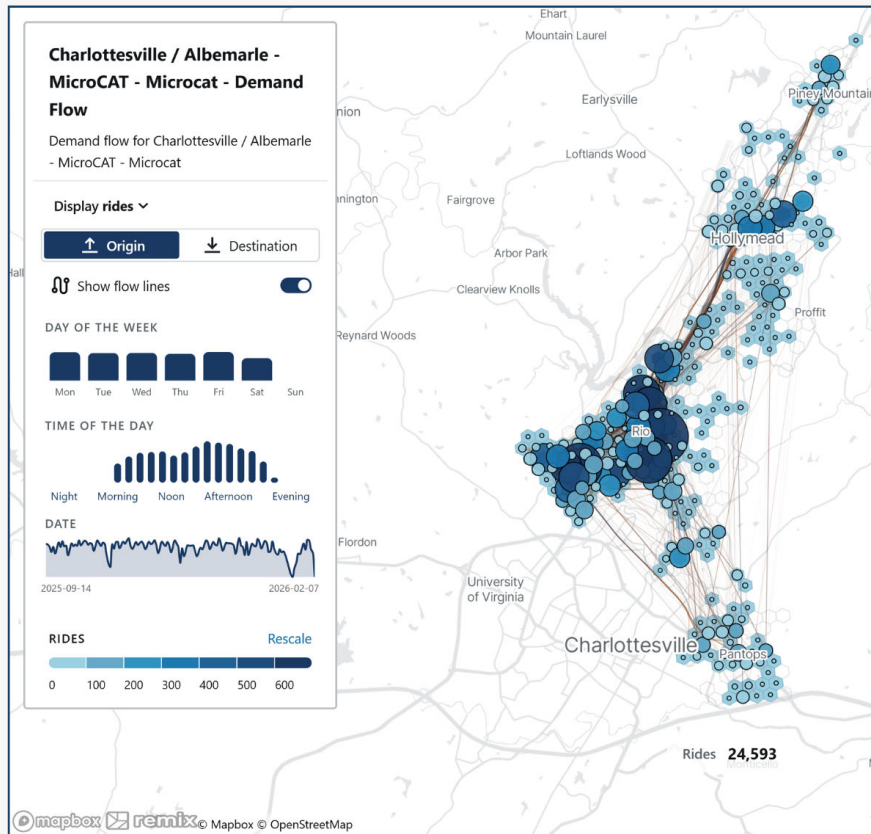 Charlottesville / Albemarle -
MicroCAT - Microcat - Demand
Flow
Demand flow for Charlottesville / Albemarle
- MicroCAT - Microcat
Display rides
Origin
Destination
Show flow lines
DAY OF THE WEEK
Mon Tue Wed Thu Fri Sat Sun
TIME OF THE DAY
Night Morning Noon Afternoon Evening
DATE
2025-09-14 2026-02-07
RIDES Rescale
0 100 200 300 400 500 600
Ehart
Mountain Laurel
Piney Mountain
Earlysville
Loftlands Wood
Fairgrove
Hollymead
Arbor Park
Clearview Knolls
Proffit
Reynard Woods
Rio
Flordon
University
of Virginia
Charlottesville
Pantops
Rides 24,593
mapbox remix © Mapbox © OpenStreetMap